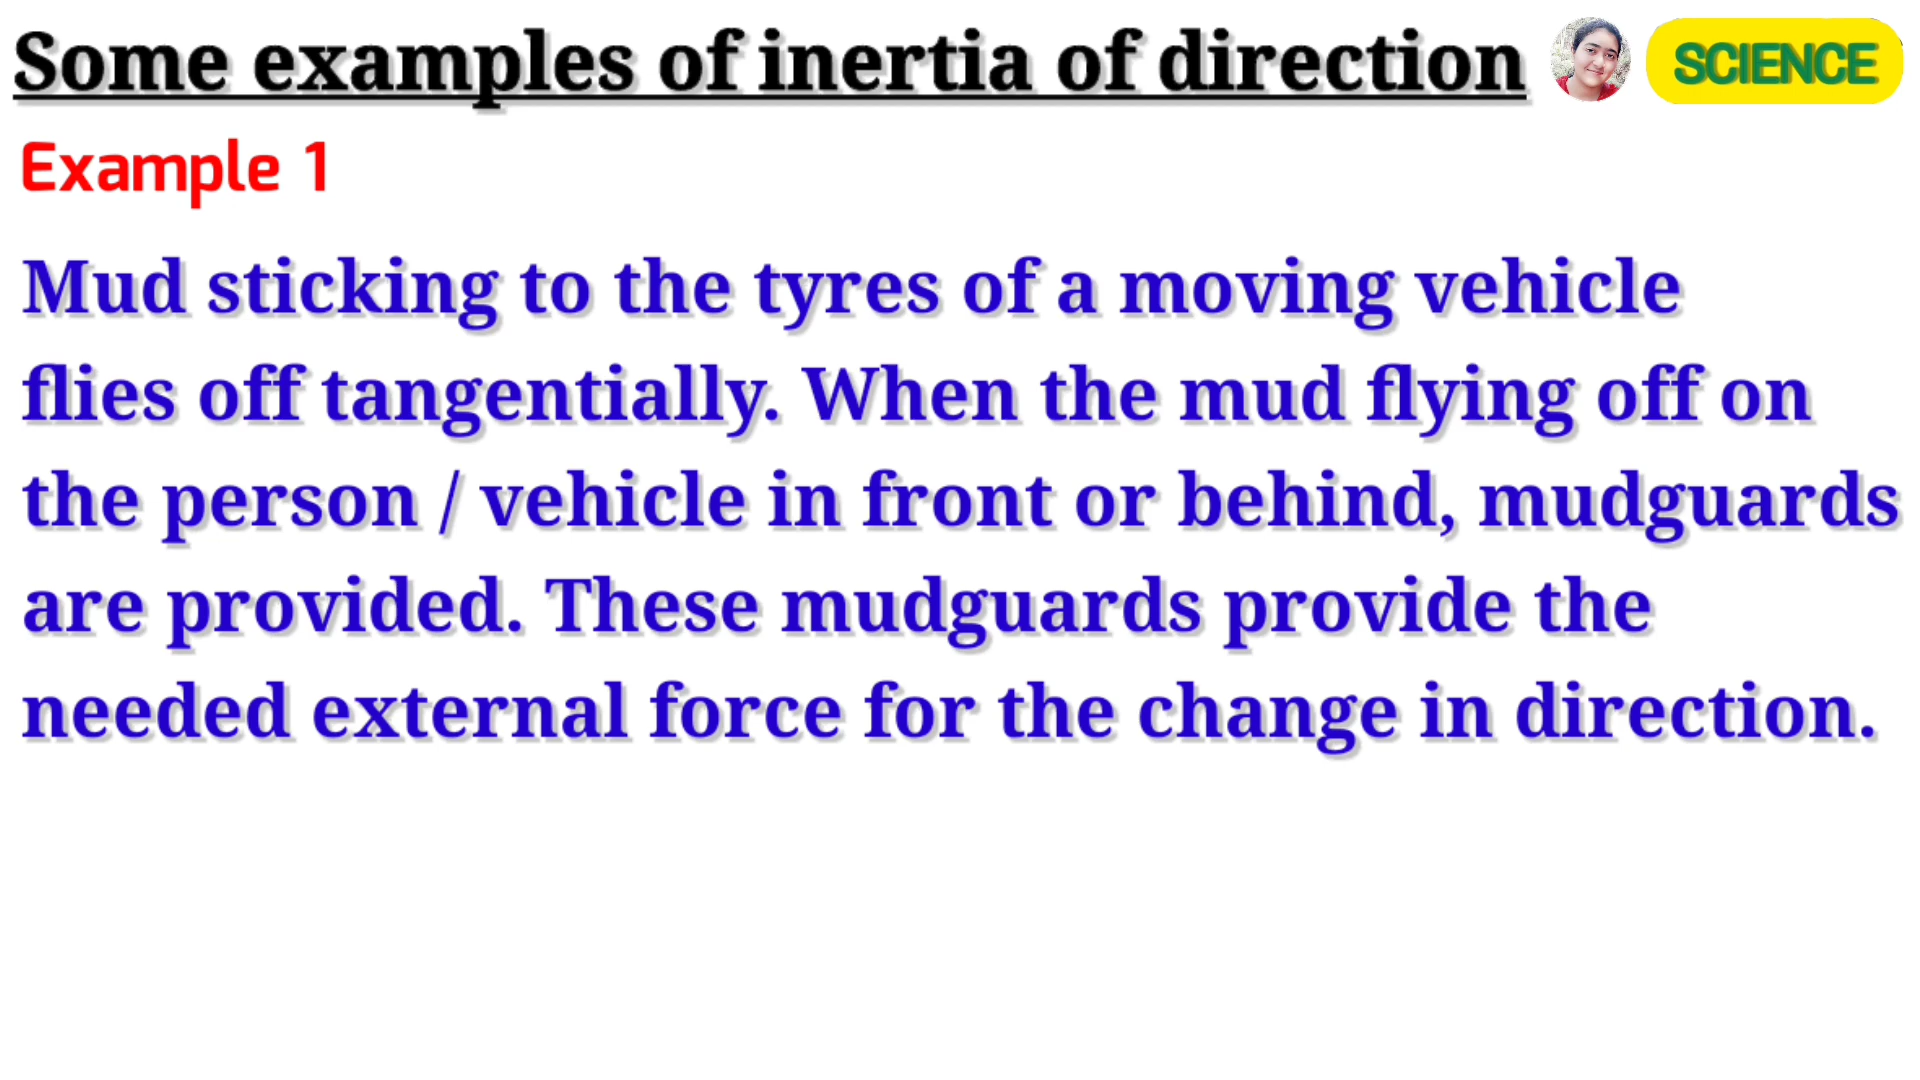 Some examples of inertia of direction
SCIENCE
Example 1
Mud sticking to the tyres of a moving vehicle
flies off tangentially. When the mud flying off on
the person / vehicle in front or behind, mudguards
are provided. These mudguards provide the
needed external force for the change in direction.